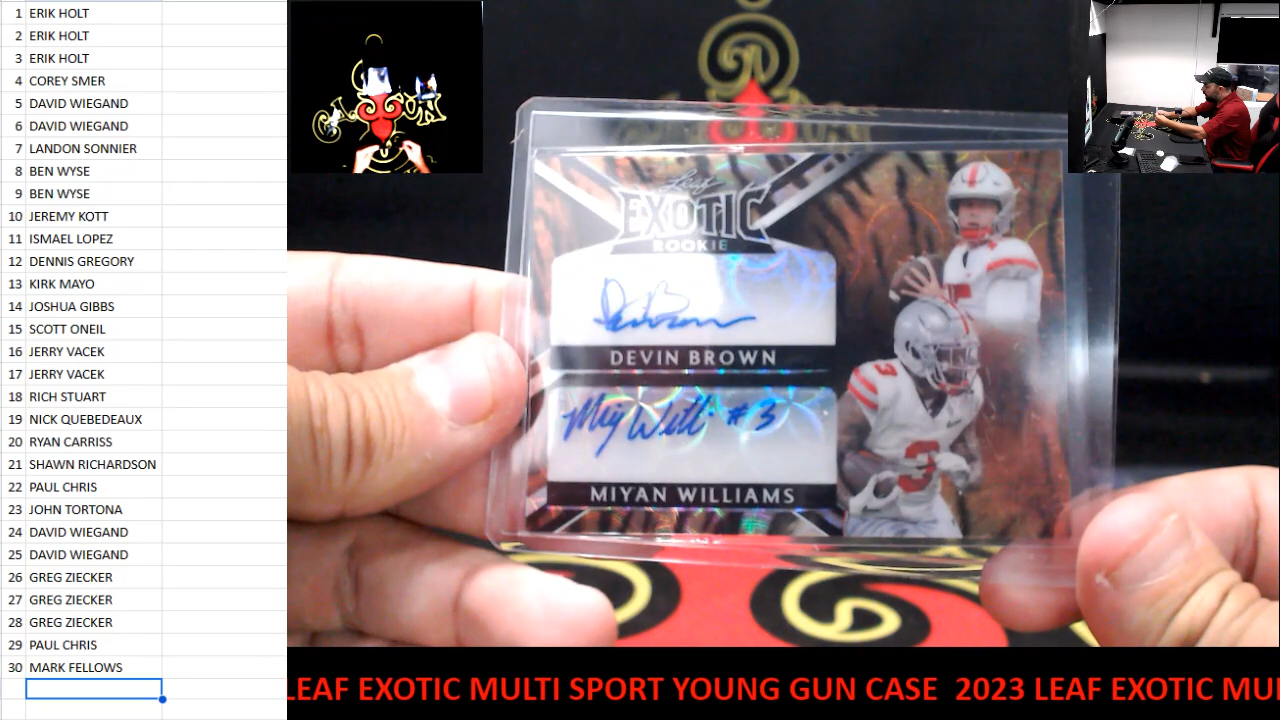 1 ERIK HOLT
2 ERIK HOLT
3 ERIK HOLT
4 COREY SMER
5 DAVID WIEGAND
6 DAVID WIEGAND
7 LANDON SONNIER
8 BEN WYSE
9 BEN WYSE
10 JEREMY KOTT
11 ISMAEL LOPEZ
12 DENNIS GREGORY
13 KIRK MAYO
14 JOSHUA GIBBS
15 SCOTT ONEIL
16 JERRY VACEK
17 JERRY VACEK
18 RICH STUART
19 NICK QUEBEDEAUX
20 RYAN CARRISS
21 SHAWN RICHARDSON
22 PAUL CHRIS
23 JOHN TORTONA
24 DAVID WIEGAND
25 DAVID WIEGAND
26 GREG ZIECKER
27 GREG ZIECKER
28 GREG ZIECKER
29 PAUL CHRIS
30 MARK FELLOWS
Leaf
EXOTIC
ROOKIE
DEVIN BROWN
#3
MIYAN WILLIAMS
3
3
LEAF EXOTIC MULTI SPORT YOUNG GUN CASE 2023 LEAF EXOTIC MUL